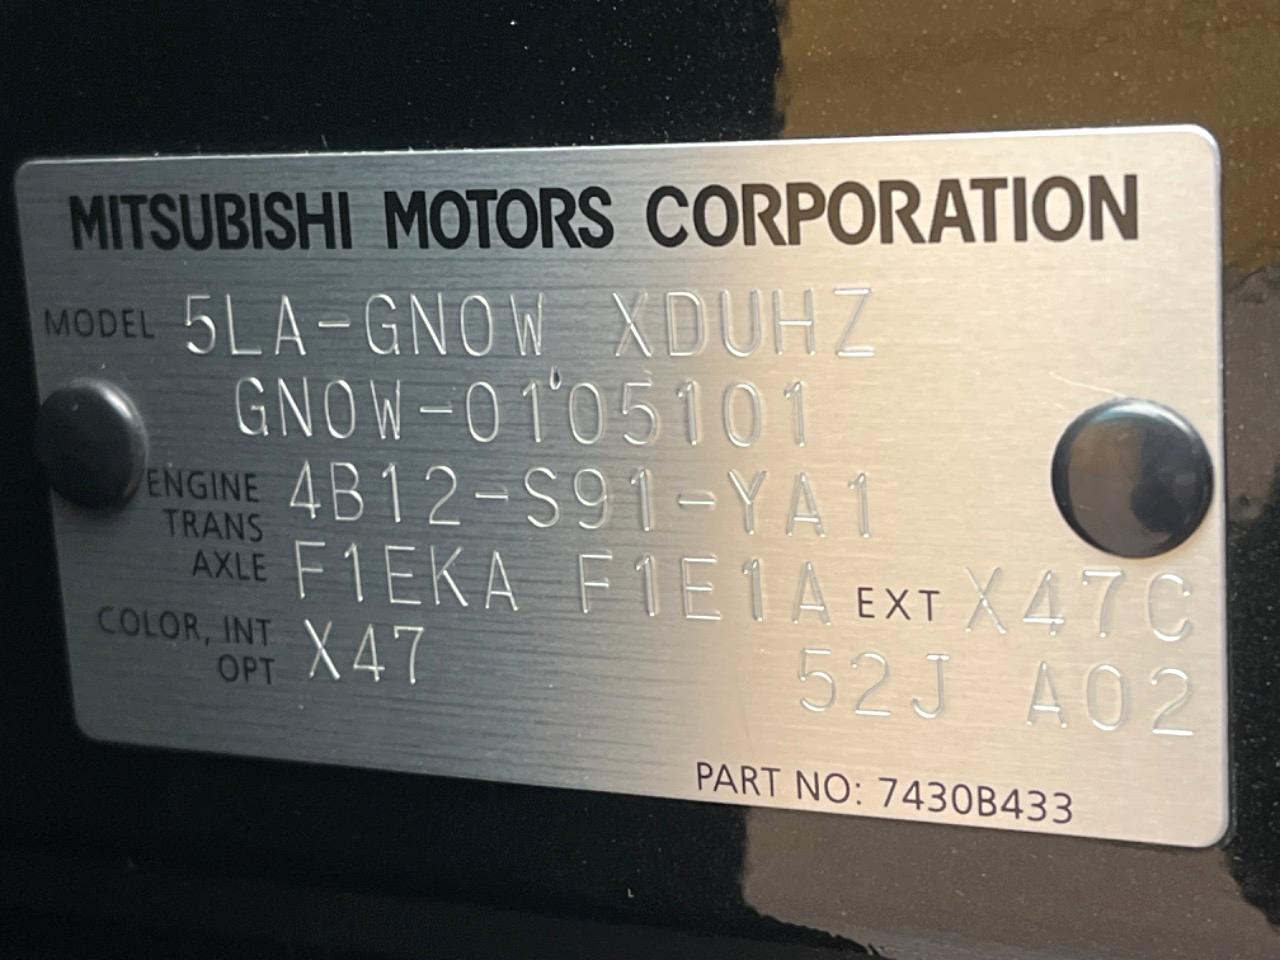 MITSUBISHI MOTORS CORPORATION
MODEL 5LA-GN0W XDUHZ
GN0W-0105101
ENGINE 4B12-S91-YA1
TRANS
AXLE F1EKA F1E1A EXT X47C
COLOR, INT
OPT X47 52J A02
PART NO: 7430B433